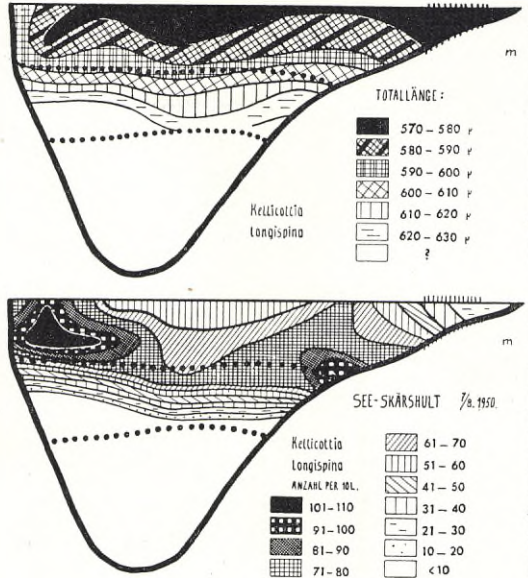 m
TOTALLÄNGE:
570 – 580 µ
580 – 590 µ
590 – 600 µ
600 – 610 µ
610 – 620 µ
620 – 630 µ
?
Kellicottia
Longispina
m
SEE-SKÄRSHULT 7/8. 1950.
Kellicottia
Longispina
ANZAHL PER 10L.
101–110
91–100
81–90
71–80
61–70
51–60
41–50
31–40
21–30
10–20
<10